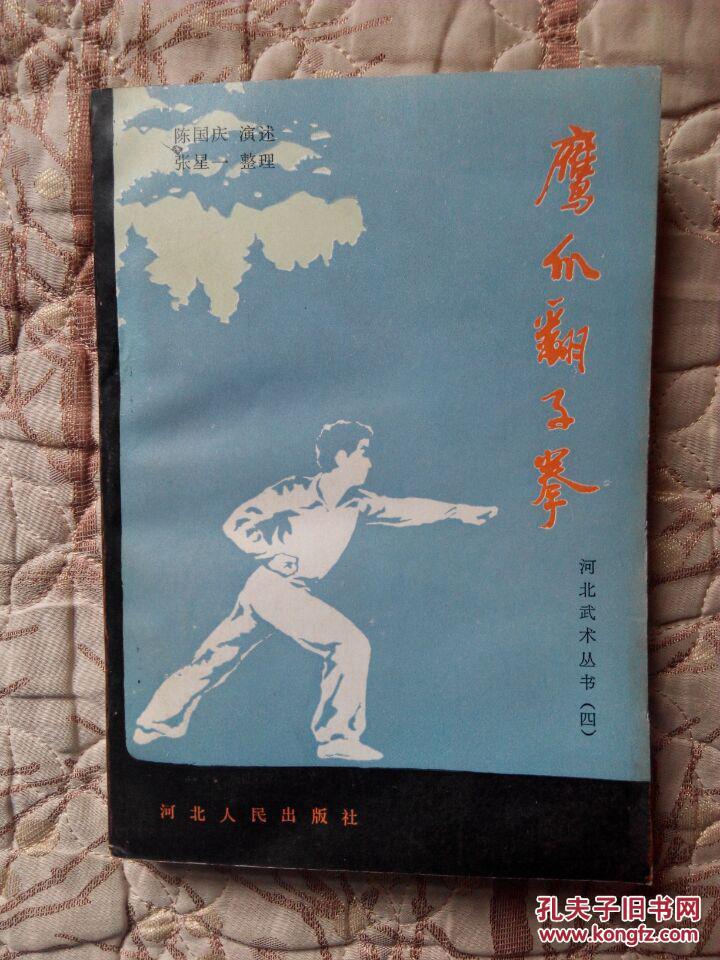 陈国庆 演述
张星一 整理
鹰爪翻子拳
河北武术丛书(四)
河北人民出版社
孔夫子旧书网
www.kongfz.com